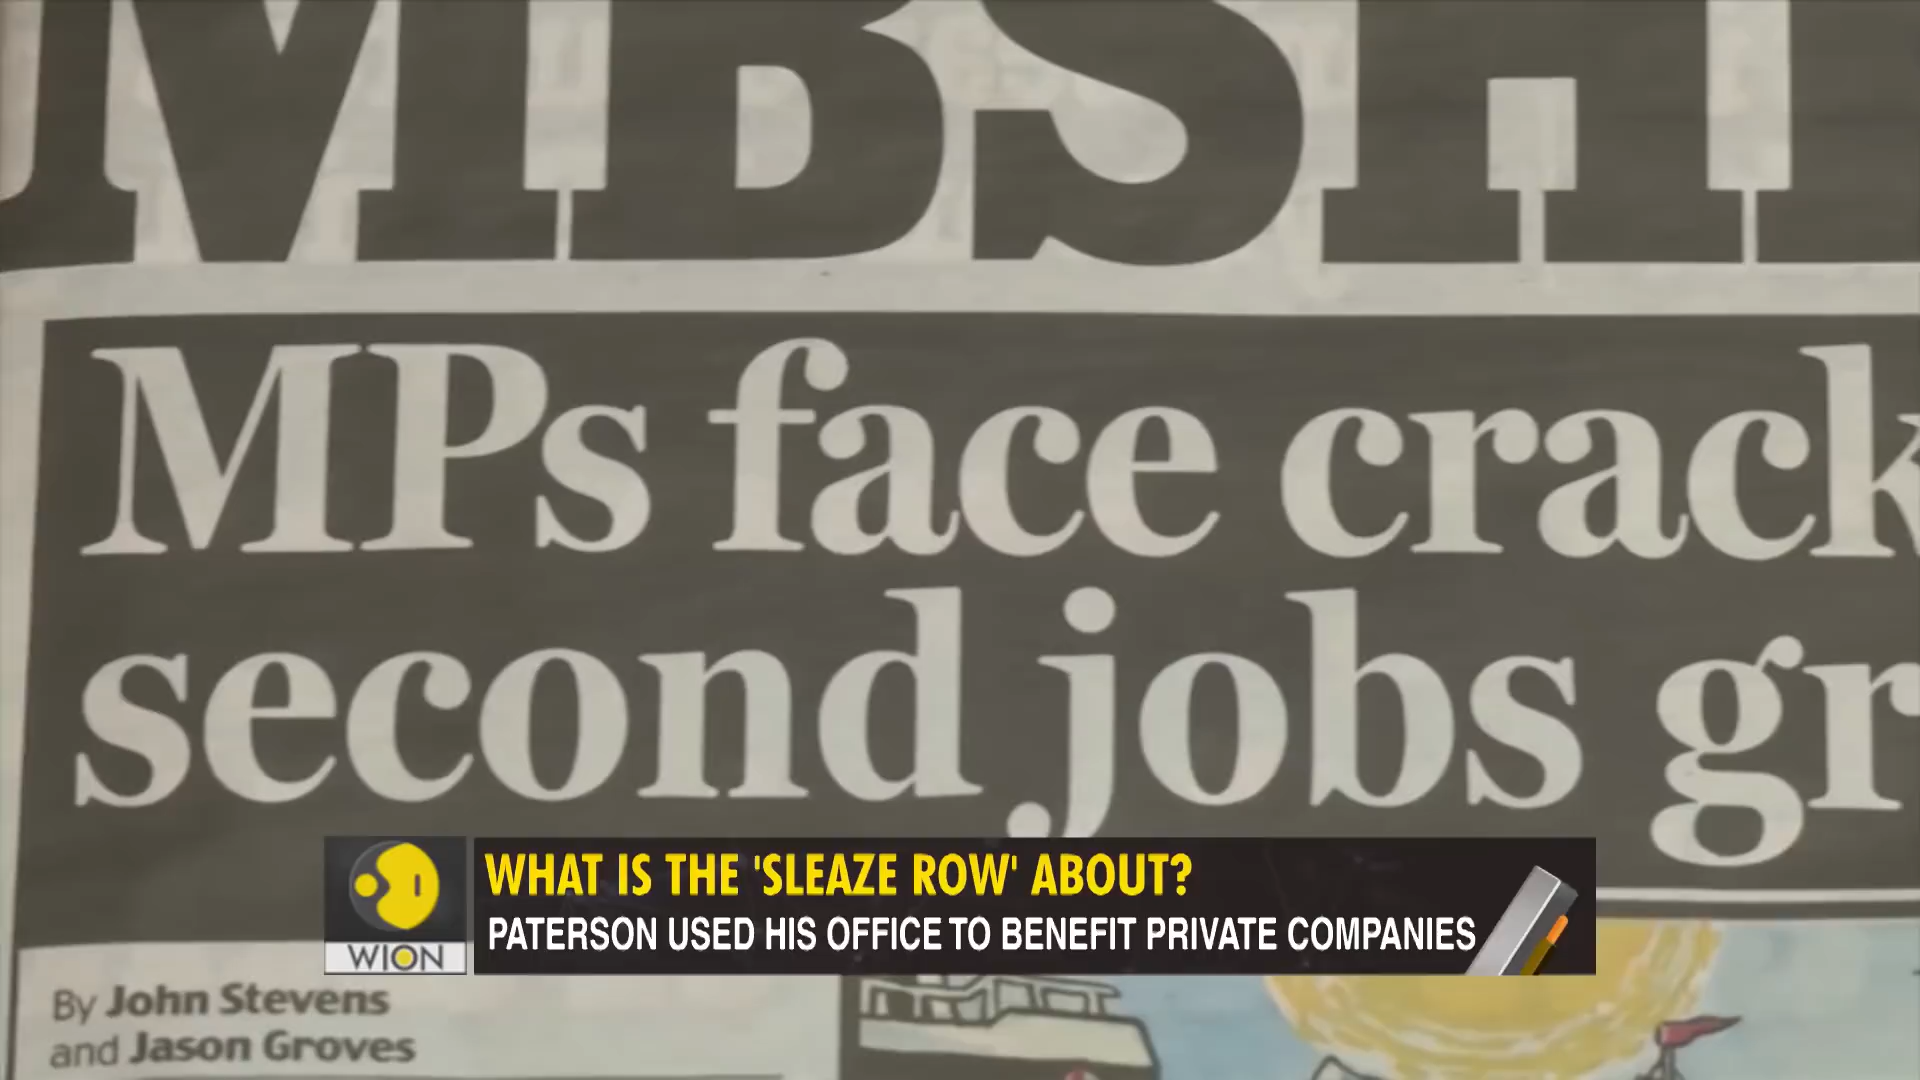 MPs face crack
second jobs gr
WHAT IS THE 'SLEAZE ROW' ABOUT?
PATERSON USED HIS OFFICE TO BENEFIT PRIVATE COMPANIES
WION
By John Stevens
and Jason Groves